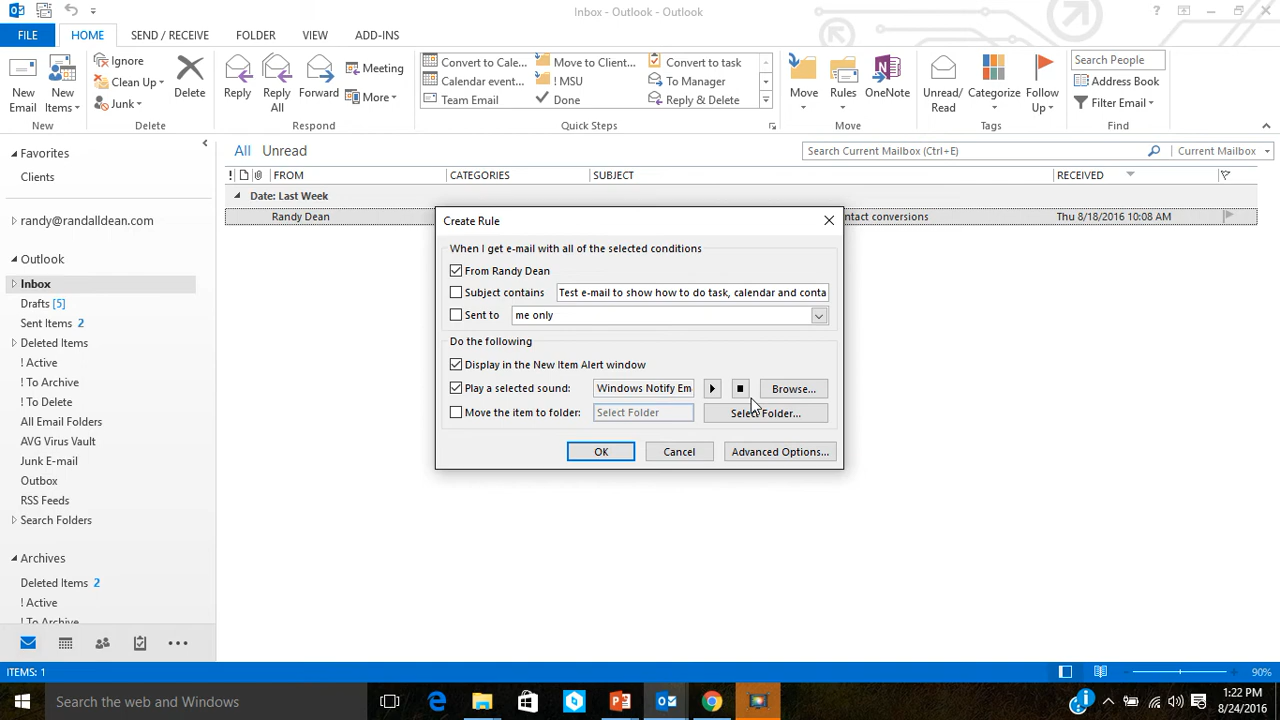 Inbox - Outlook - Outlook
FILE HOME SEND / RECEIVE FOLDER VIEW ADD-INS
New Email
New Items
Ignore
Clean Up
Junk
Delete
Reply
Reply All
Forward
Meeting
More
Convert to Cale...
Calendar event...
Team Email
Move to Client...
! MSU
Done
Convert to task
To Manager
Reply & Delete
Move
Rules
OneNote
Unread/ Read
Categorize
Follow Up
Search People
Address Book
Filter Email
New Delete Respond Quick Steps Move Tags Find
Favorites
Clients
randy@randalldean.com
Outlook
Inbox
Drafts [5]
Sent Items 2
Deleted Items
! Active
! To Archive
! To Delete
All Email Folders
AVG Virus Vault
Junk E-mail
Outbox
RSS Feeds
Search Folders
Archives
Deleted Items 2
! Active
! To Archive
All Unread
Search Current Mailbox (Ctrl+E)
Current Mailbox
! FROM CATEGORIES SUBJECT RECEIVED
Date: Last Week
Randy Dean ntact conversions Thu 8/18/2016 10:08 AM
Create Rule
When I get e-mail with all of the selected conditions
From Randy Dean
Subject contains Test e-mail to show how to do task, calendar and conta
Sent to me only
Do the following
Display in the New Item Alert window
Play a selected sound: Windows Notify Em Browse...
Move the item to folder: Select Folder Select Folder...
OK Cancel Advanced Options...
ITEMS: 1
90%
Search the web and Windows
1:22 PM
8/24/2016